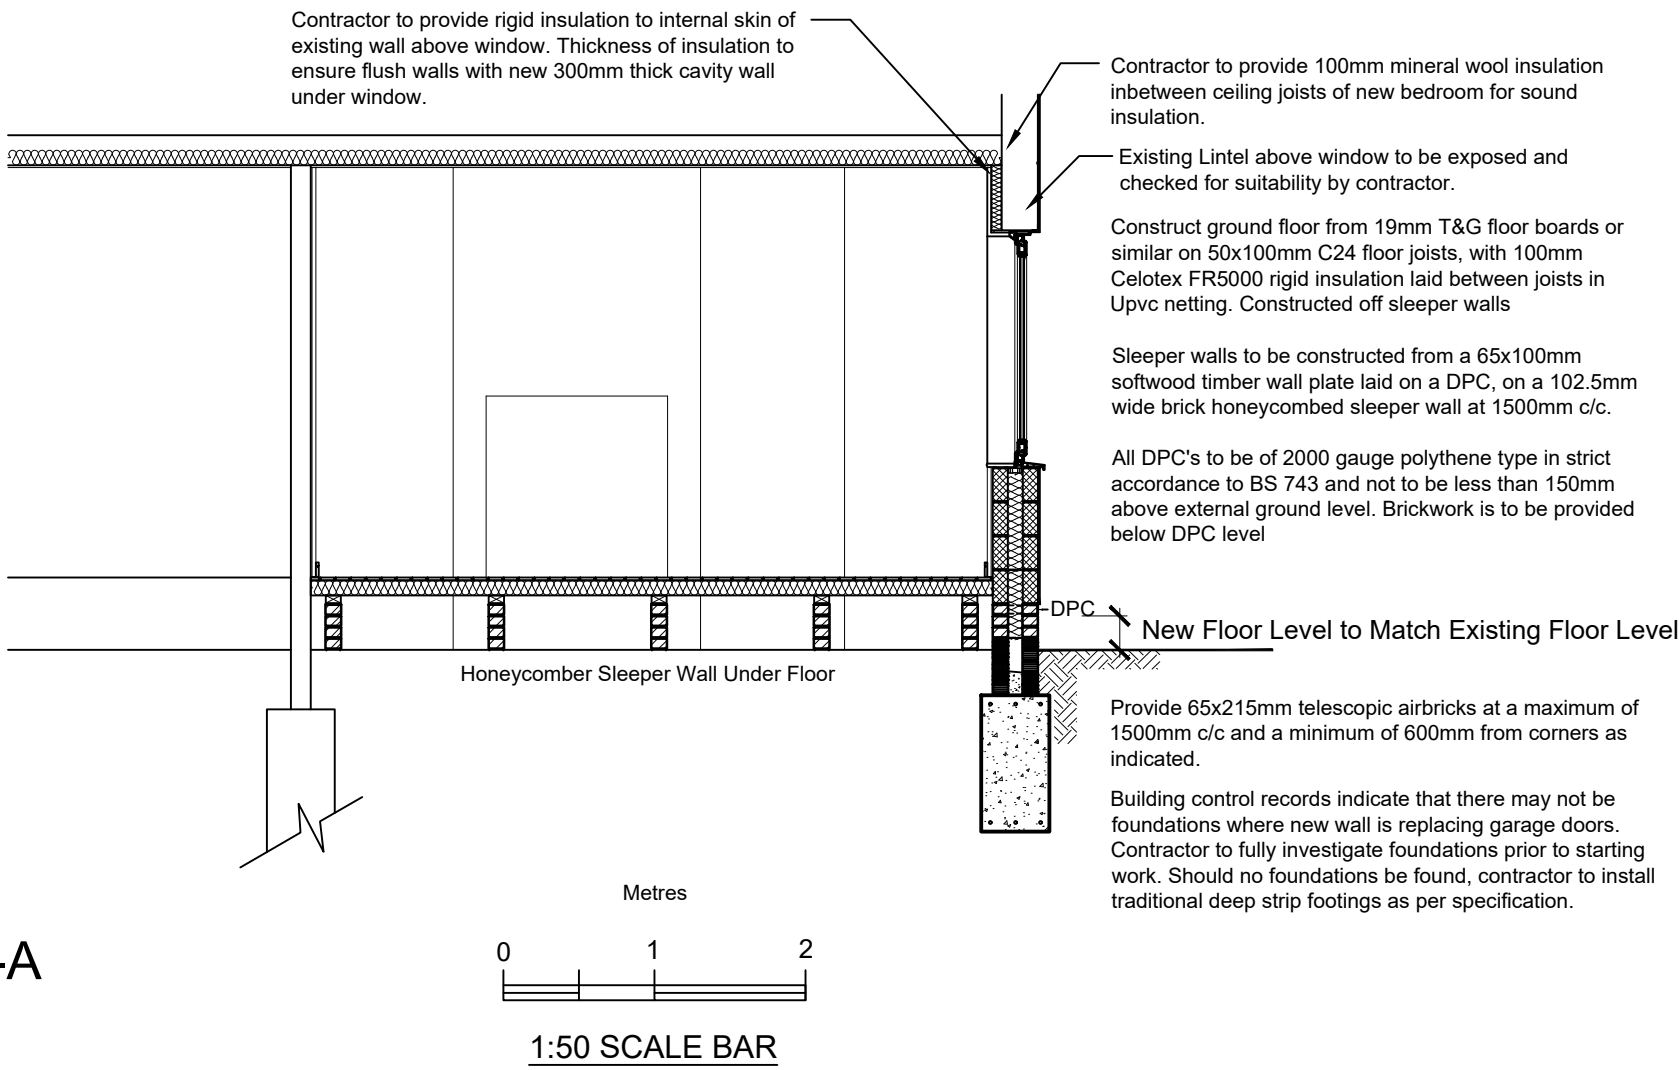 Contractor to provide rigid insulation to internal skin of
existing wall above window. Thickness of insulation to
ensure flush walls with new 300mm thick cavity wall
under window.
Contractor to provide 100mm mineral wool insulation
inbetween ceiling joists of new bedroom for sound
insulation.
Existing Lintel above window to be exposed and
checked for suitability by contractor.
Construct ground floor from 19mm T&G floor boards or
similar on 50x100mm C24 floor joists, with 100mm
Celotex FR5000 rigid insulation laid between joists in
Upvc netting. Constructed off sleeper walls
Sleeper walls to be constructed from a 65x100mm
softwood timber wall plate laid on a DPC, on a 102.5mm
wide brick honeycombed sleeper wall at 1500mm c/c.
All DPC's to be of 2000 gauge polythene type in strict
accordance to BS 743 and not to be less than 150mm
above external ground level. Brickwork is to be provided
below DPC level
DPC
New Floor Level to Match Existing Floor Level
Honeycomber Sleeper Wall Under Floor
Provide 65x215mm telescopic airbricks at a maximum of
1500mm c/c and a minimum of 600mm from corners as
indicated.
Building control records indicate that there may not be
foundations where new wall is replacing garage doors.
Contractor to fully investigate foundations prior to starting
work. Should no foundations be found, contractor to install
traditional deep strip footings as per specification.
Metres
0 1 2
-A
1:50 SCALE BAR